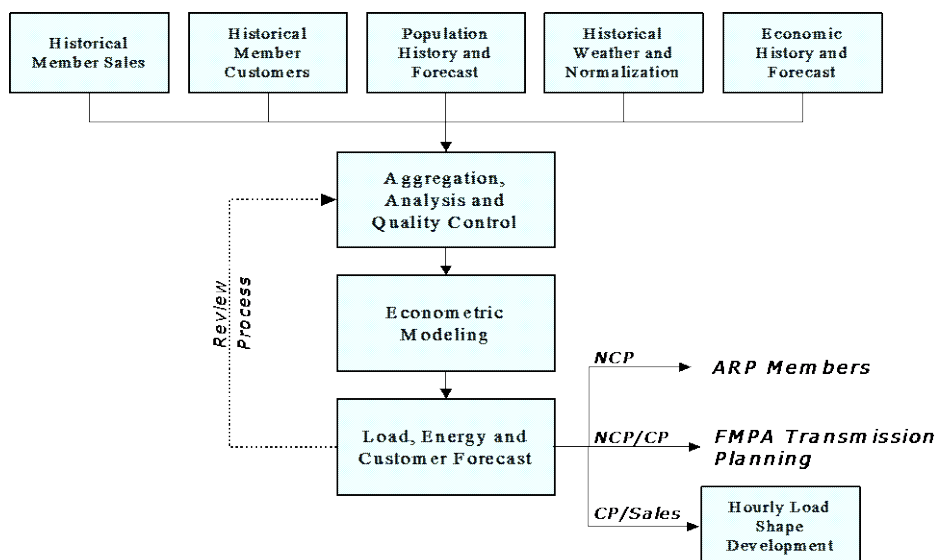 Historical
Member Sales
Historical
Member
Customers
Population
History and
Forecast
Historical
Weather and
Normalization
Economic
History and
Forecast
Aggregation,
Analysis and
Quality Control
Review
Process
Econometric
Modeling
Load, Energy and
Customer Forecast
NCP
ARP Members
NCP/CP
FMPA Transmission
Planning
CP/Sales
Hourly Load
Shape
Development